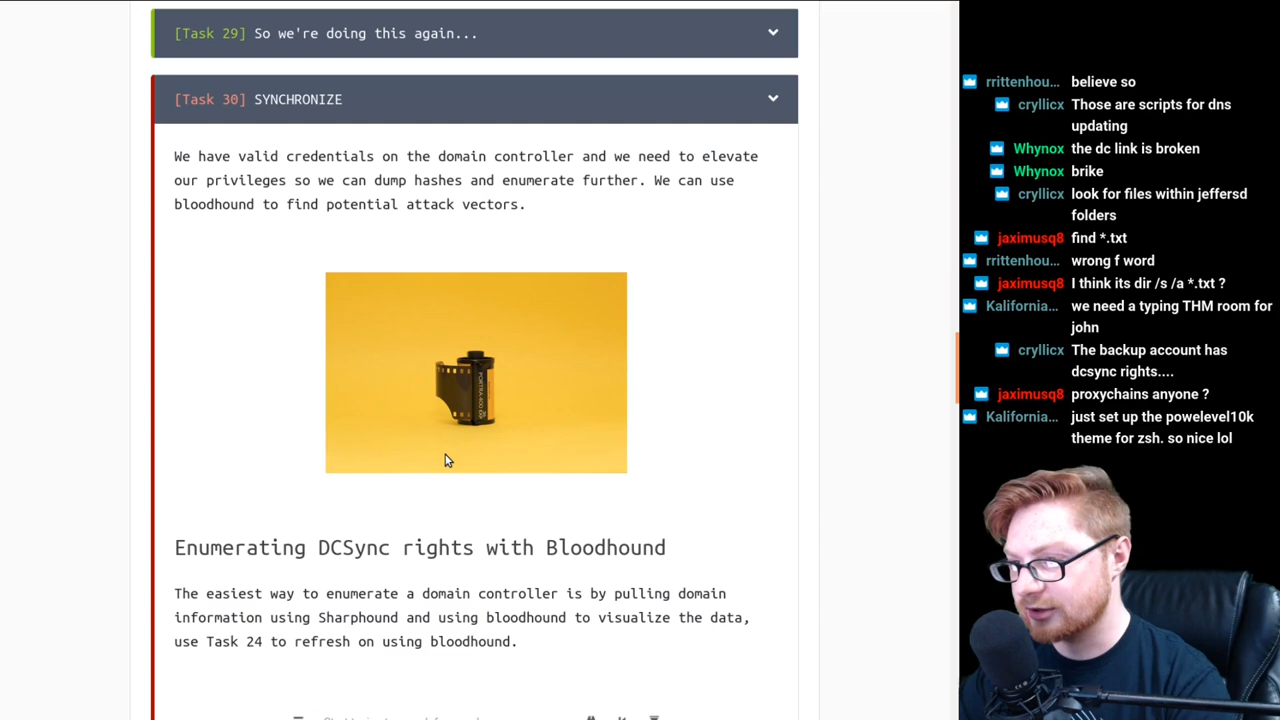 [Task 29] So we're doing this again...
[Task 30] SYNCHRONIZE
We have valid credentials on the domain controller and we need to elevate
our privileges so we can dump hashes and enumerate further. We can use
bloodhound to find potential attack vectors.
PORTRA 400
Enumerating DCSync rights with Bloodhound
The easiest way to enumerate a domain controller is by pulling domain
information using Sharphound and using bloodhound to visualize the data,
use Task 24 to refresh on using bloodhound.
rrittenhou... believe so
cryllicx Those are scripts for dns
updating
Whynox the dc link is broken
Whynox brike
cryllicx look for files within jeffersd
folders
jaximusq8 find *.txt
rrittenhou... wrong f word
jaximusq8 I think its dir /s /a *.txt ?
Kalifornia... we need a typing THM room for
john
cryllicx The backup account has
dcsync rights....
jaximusq8 proxychains anyone ?
Kalifornia... just set up the powelevel10k
theme for zsh. so nice lol